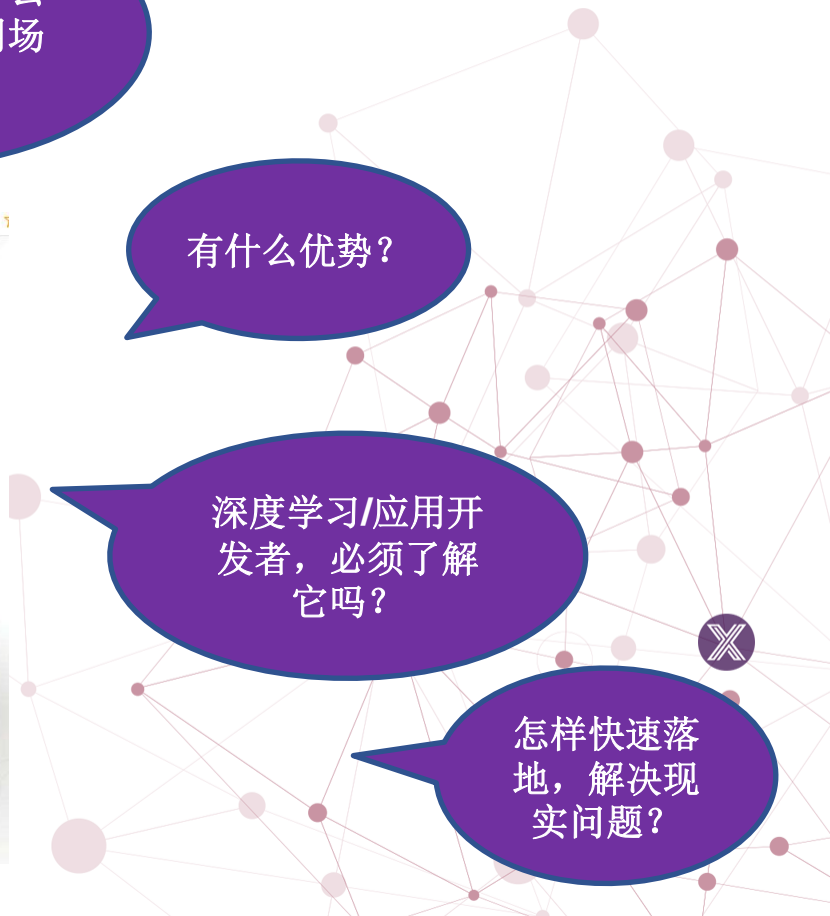 场
有什么优势？
深度学习/应用开
发者，必须了解
它吗？
怎样快速落
地，解决现
实问题？